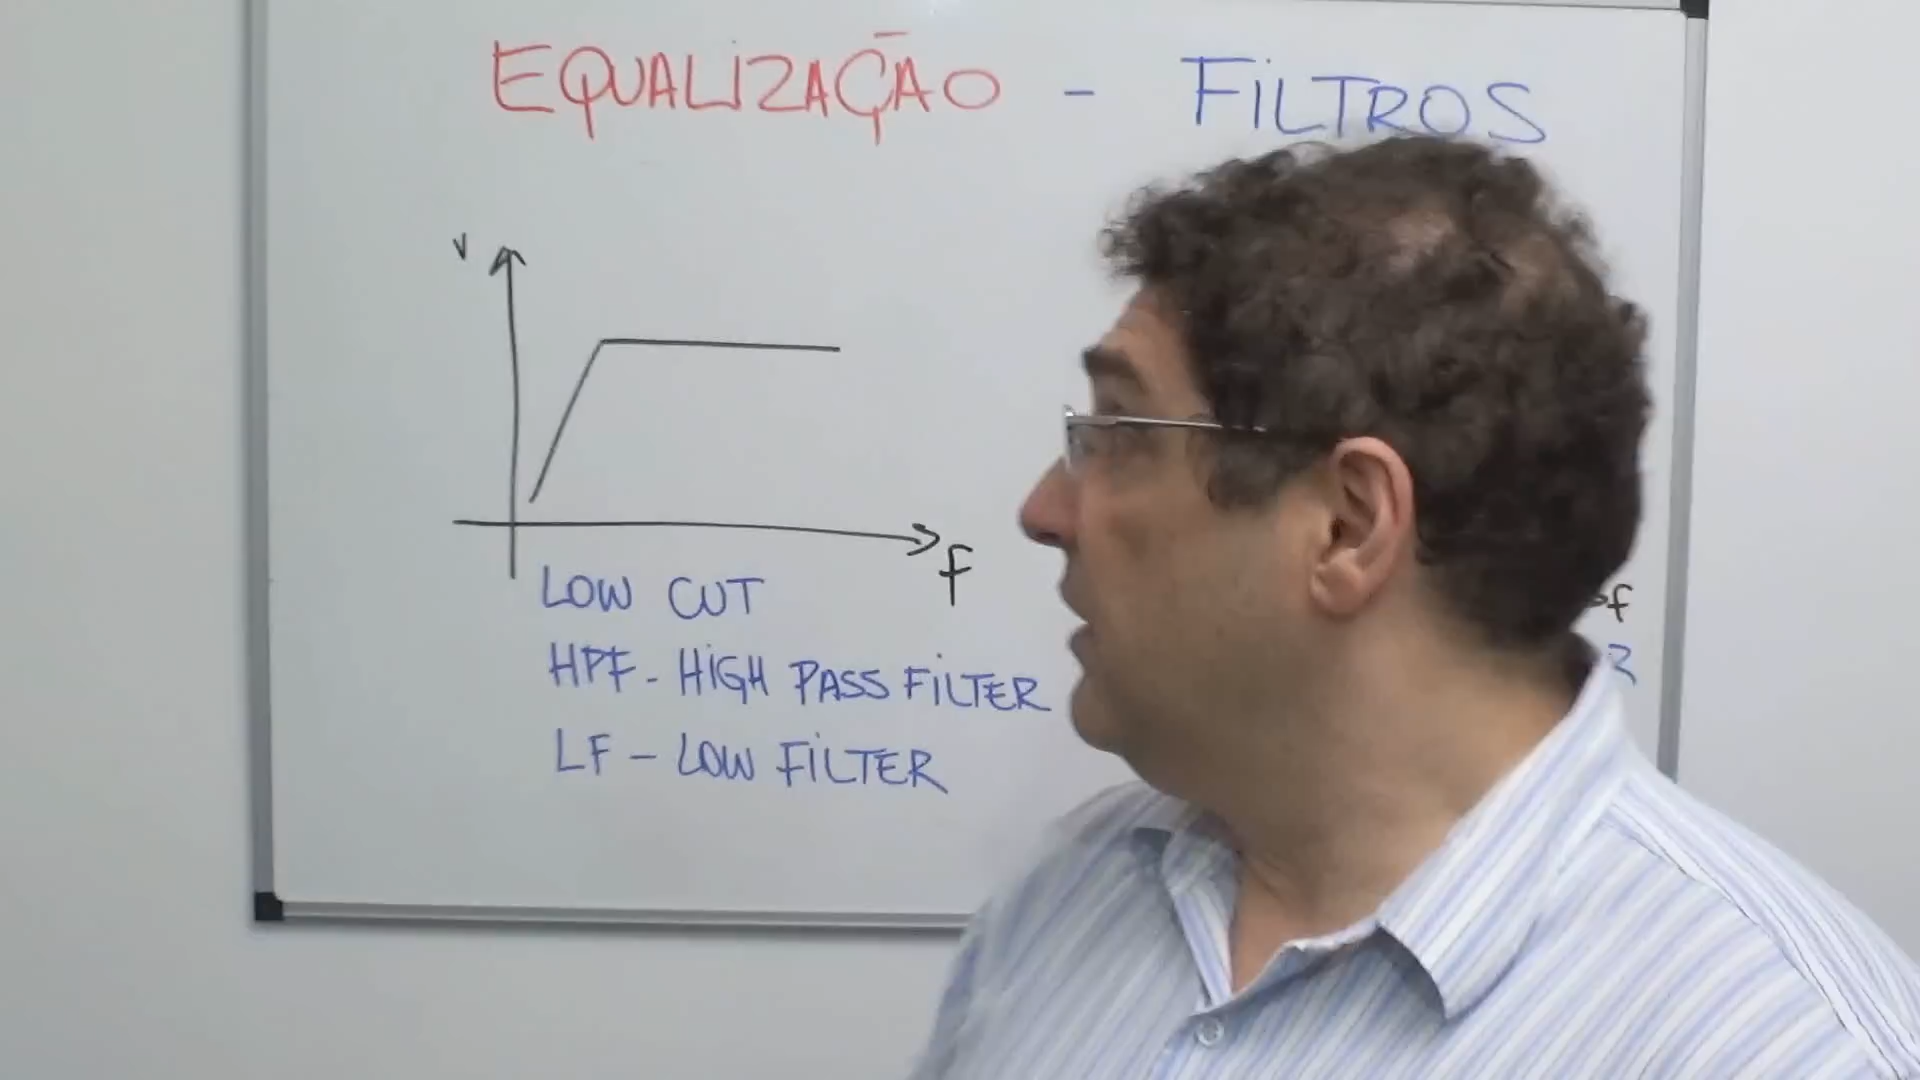 EQUALIZAÇÃO - FILTROS
V
f
LOW CUT
HPF - HIGH PASS FILTER
LF - LOW FILTER
f